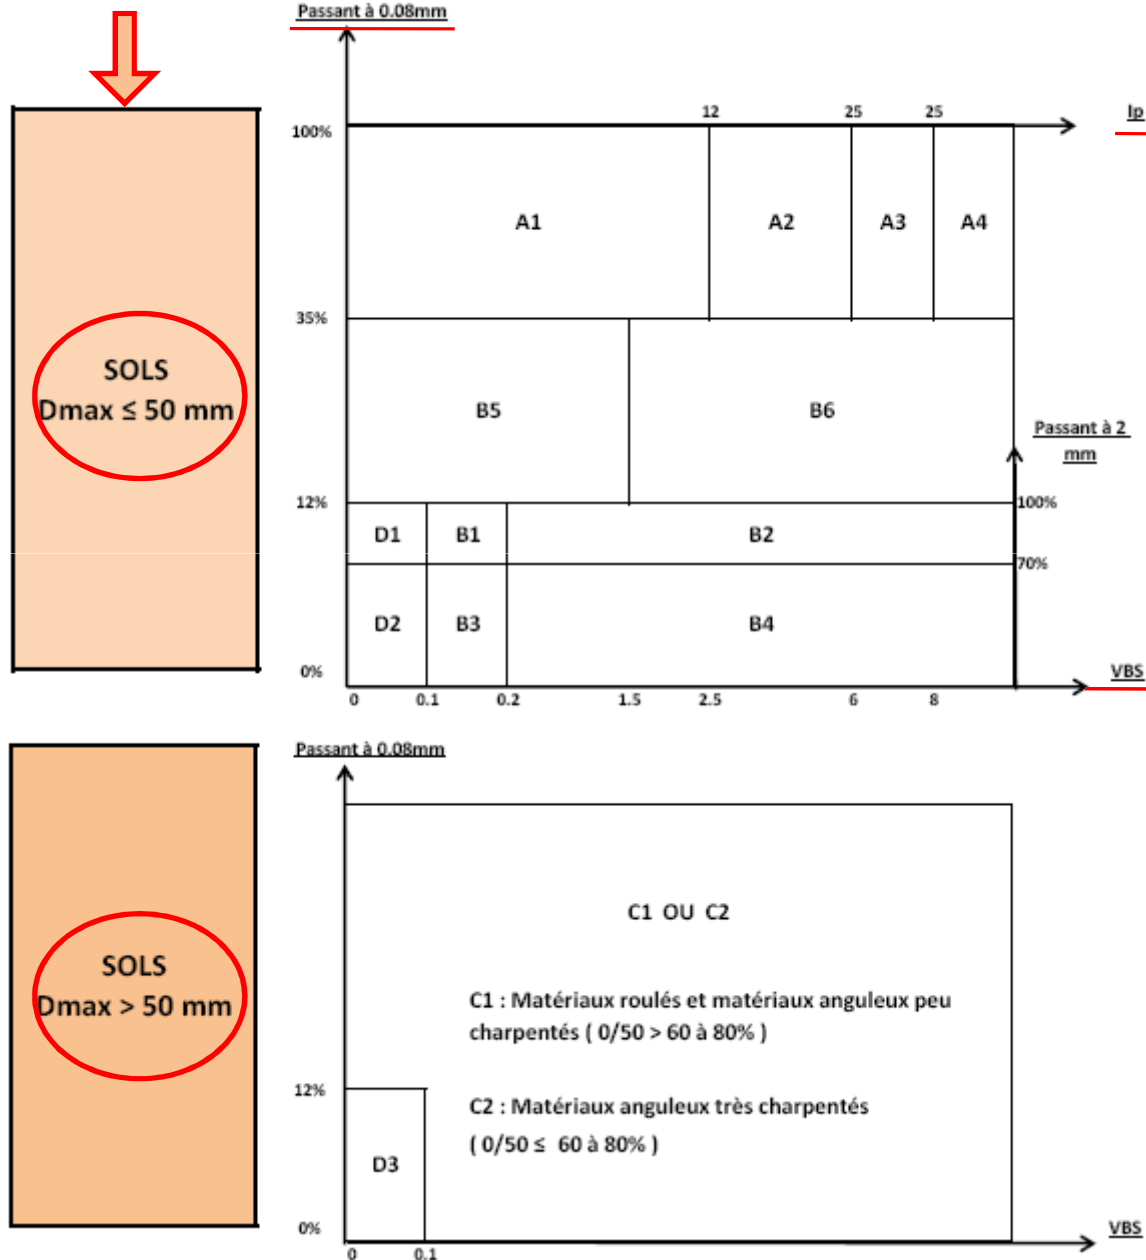 Passant à 0.08mm
12 25 25 Ip
100%
A1 A2 A3 A4
35%
SOLS
Dmax ≤ 50 mm
B5 B6
Passant à 2
mm
12% 100%
D1 B1 B2
70%
D2 B3 B4
0% VBS
0 0.1 0.2 1.5 2.5 6 8
Passant à 0.08mm
C1 OU C2
SOLS
Dmax > 50 mm
C1 : Matériaux roulés et matériaux anguleux peu
charpentés ( 0/50 > 60 à 80% )
12%
C2 : Matériaux anguleux très charpentés
( 0/50 ≤ 60 à 80% )
D3
0% VBS
0 0.1